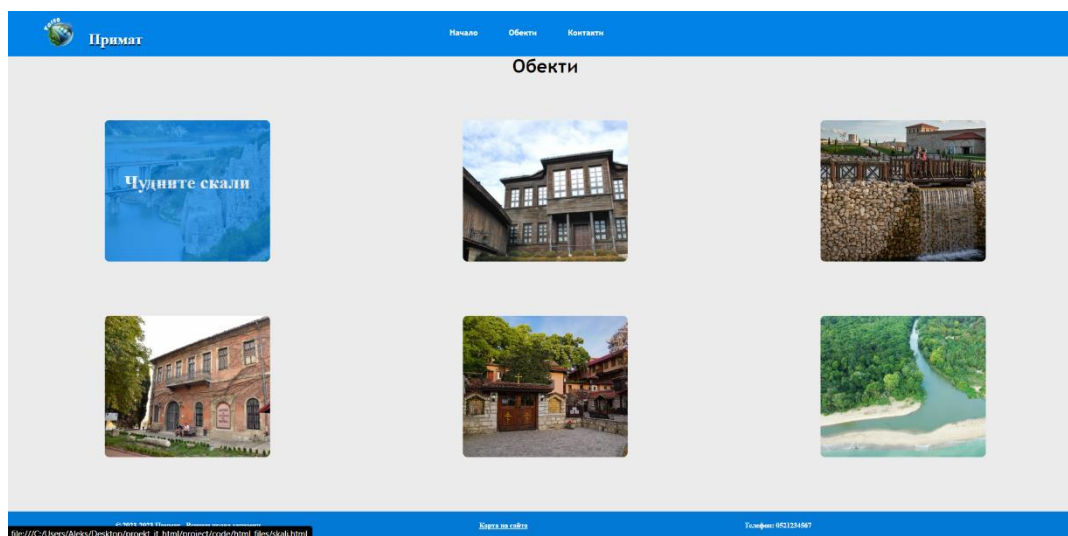 Примат
Начало Обекти Контакти
Обекти
Чудните скали
Карта на сайта
Телефон: 0521234567
file:///C:/Users/Aleks/Desktop/proekt_it_html/project/code/html_files/skali.html